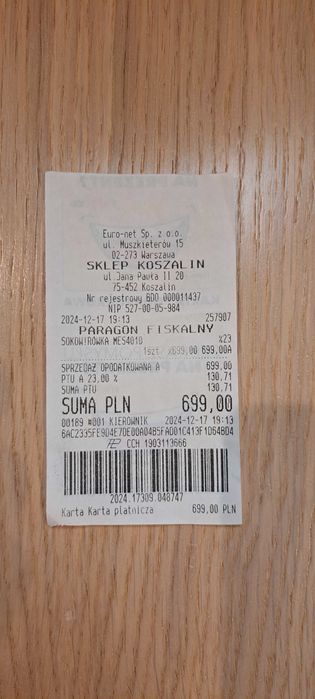 Euro-net Sp. z o.o.
ul. Muszkieterów 15
02-273 Warszawa
SKLEP KOSZALIN
ul.Jana Pawła II 20
75-452 Koszalin
Nr rejestrowy BDO 000011437
NIP 527-00-05-984
2024-12-17 19:13 257907
PARAGON FISKALNY
SOKOWIRÓWKA MES4010 %23
1szt. x699,00 699,00A
SPRZEDAŻ OPODATKOWANA A 699,00
PTU A 23,00 % 130,71
SUMA PTU 130,71
SUMA PLN 699,00
00189 #001 KIEROWNIK 2024-12-17 19:13
6AC2335FE9D4E7DE00A04B5FAD01C413F1D64BD4
CCH 1903113666
2024.17309.048747
Karta Karta płatnicza 699,00 PLN